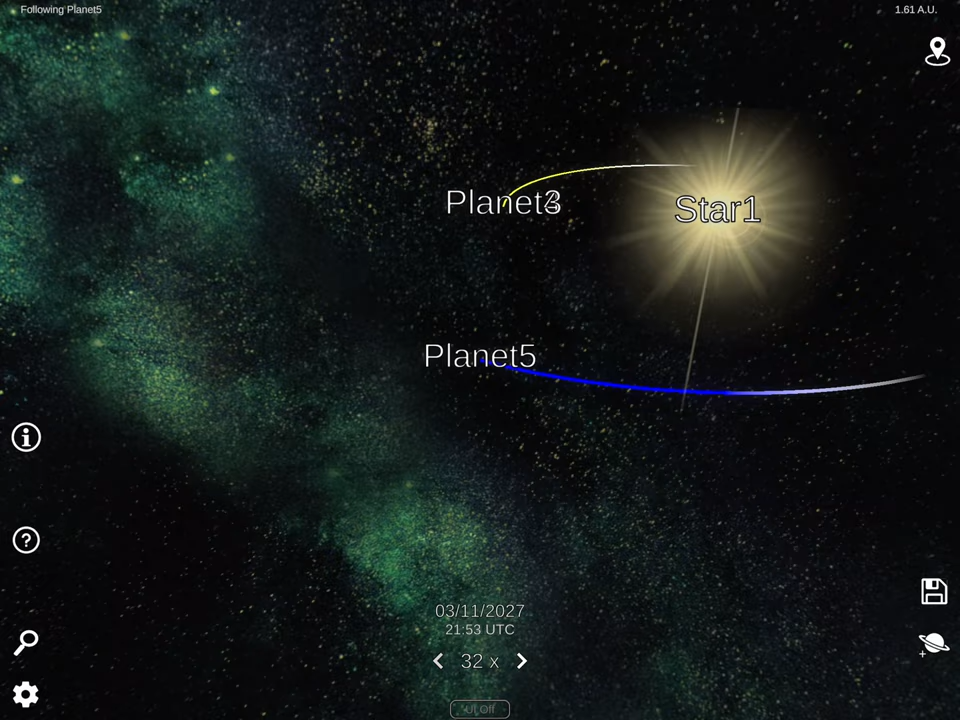 Following Planet5
1.61 A.U.
Planet3
Star1
Planet5
03/11/2027
21:53 UTC
32 x
UI Off